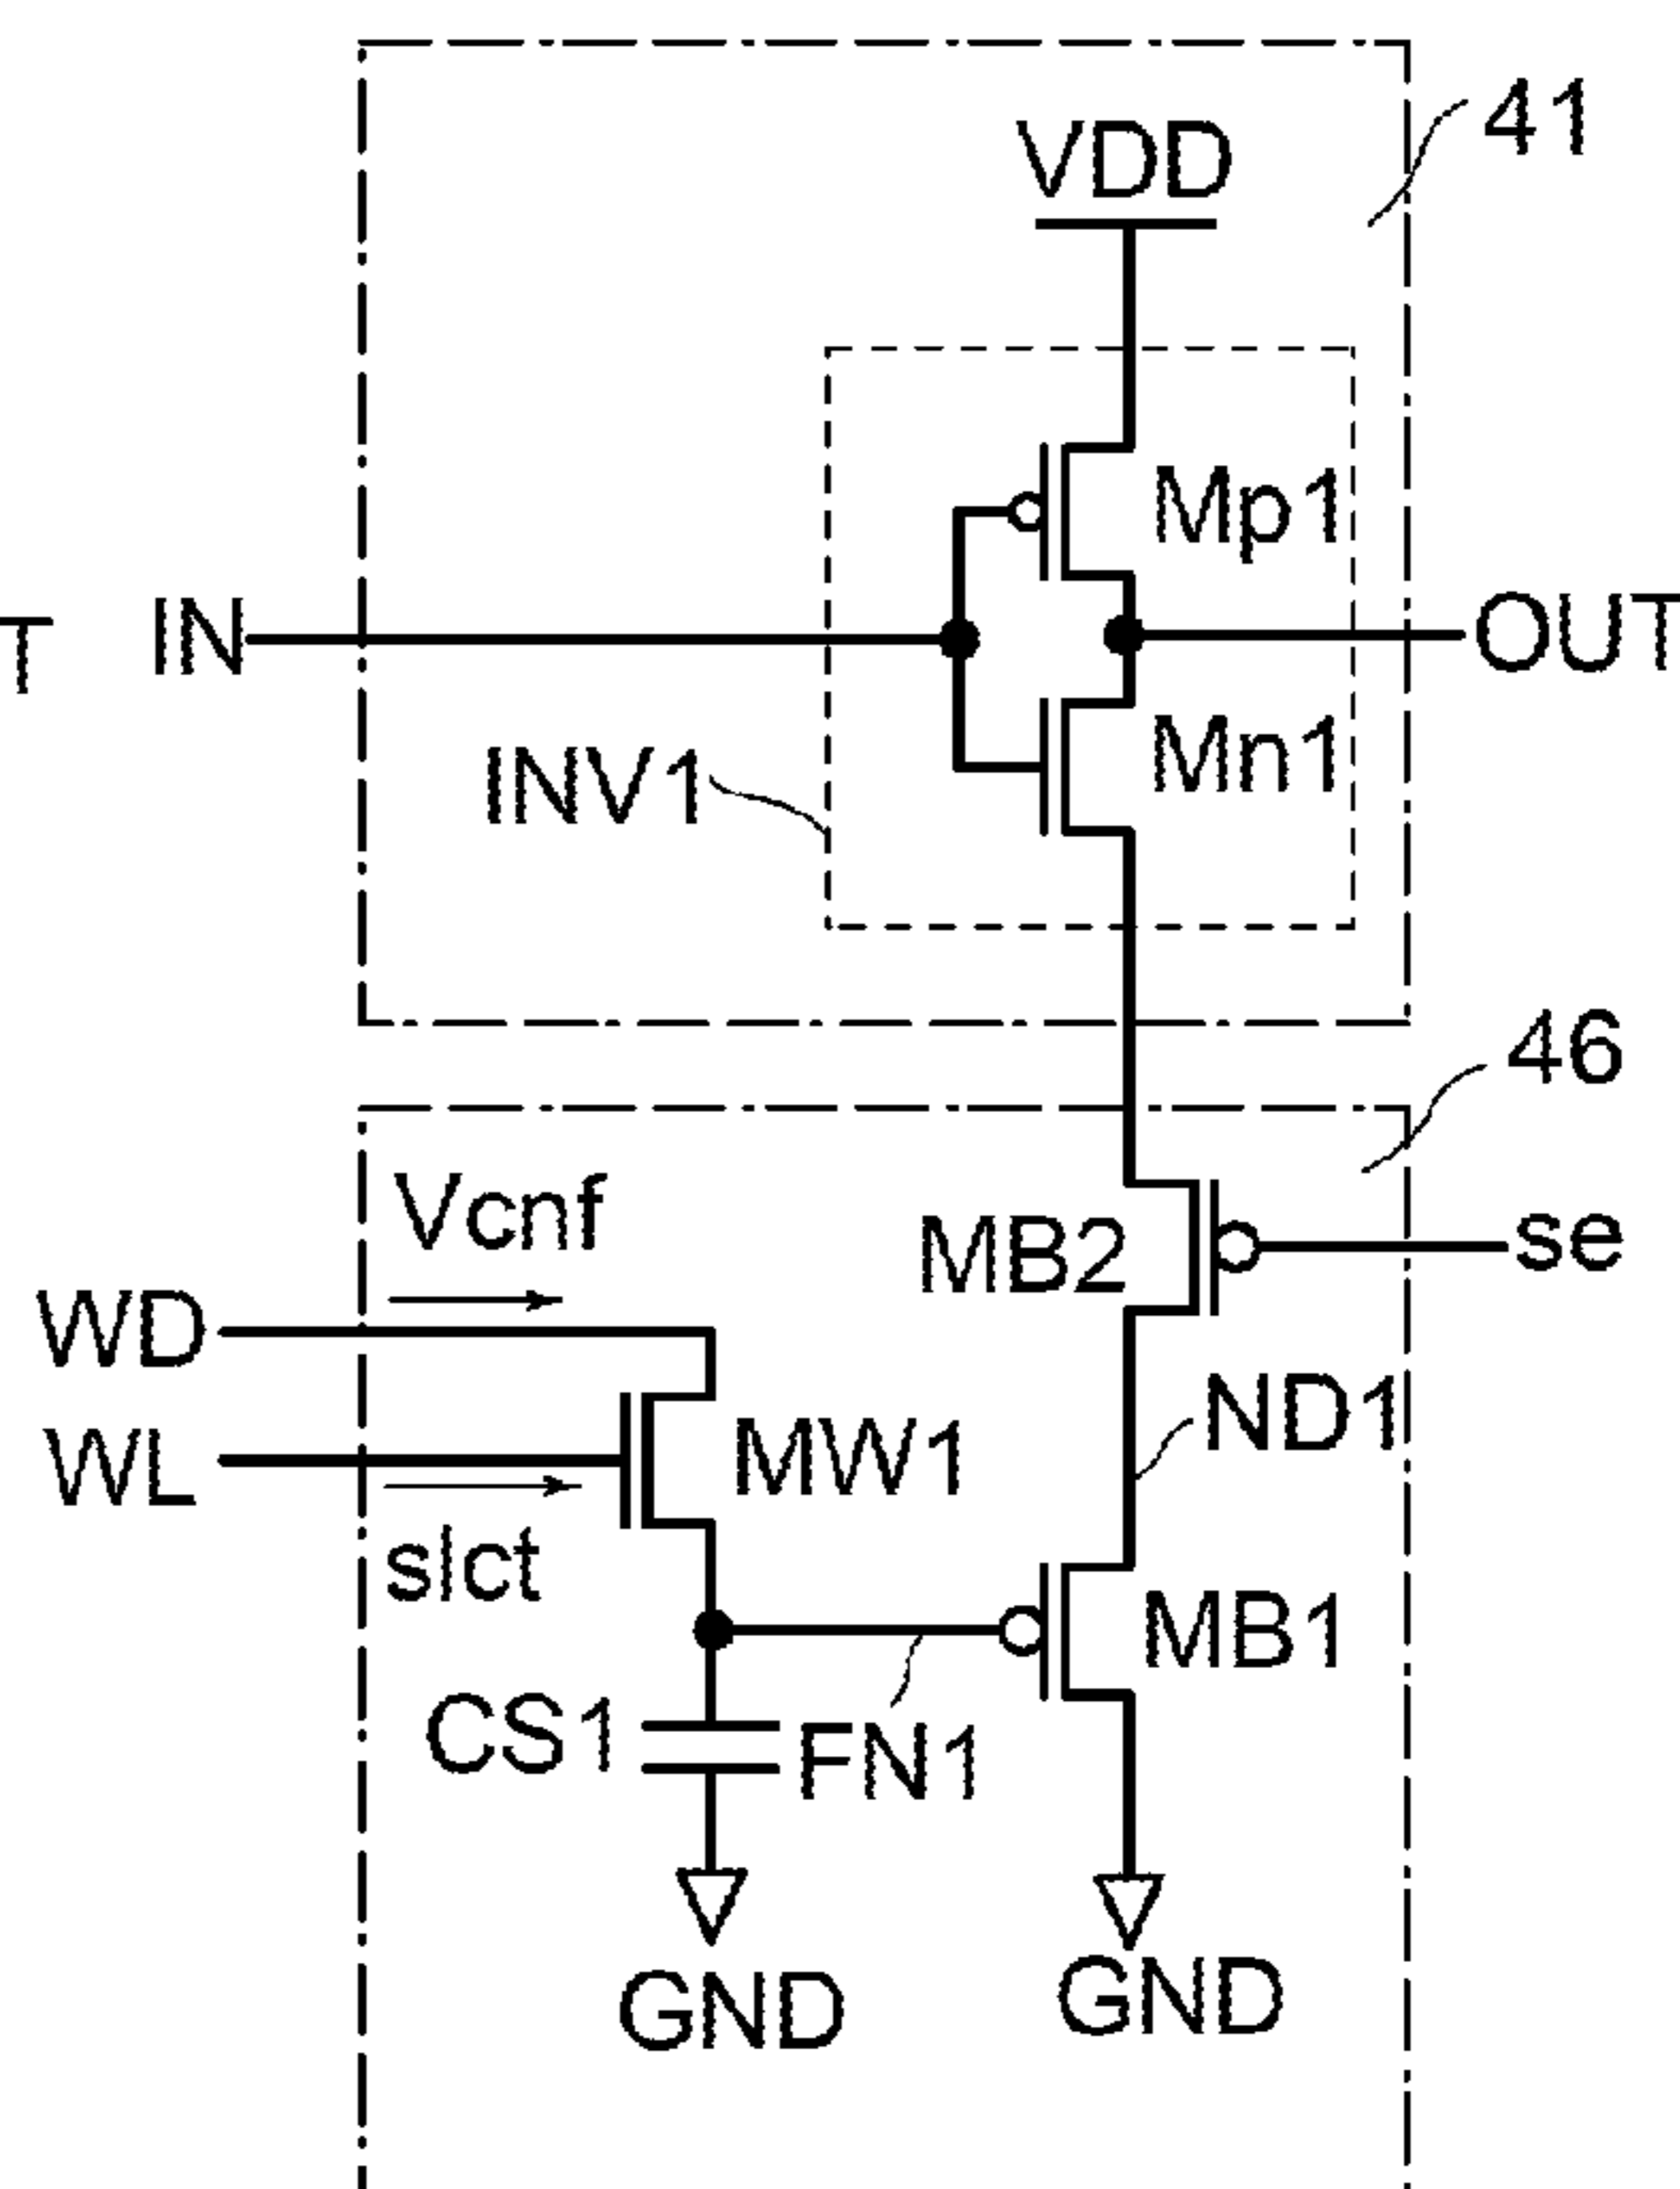 41
VDD
Mp1
T IN OUT
Mn1
INV1
46
Vcnf
MB2 se
WD
ND1
WL MW1
slct
MB1
CS1 FN1
GND GND